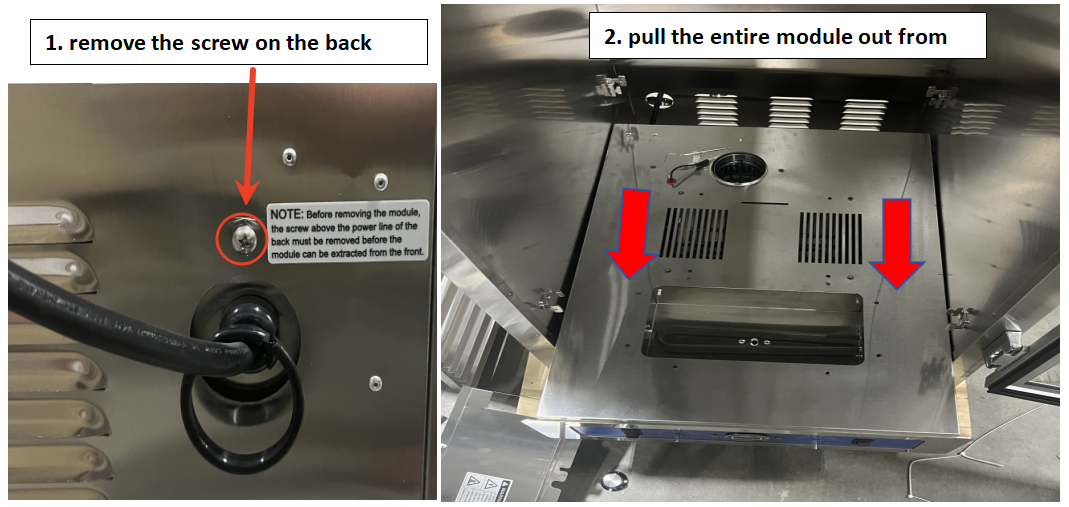 1. remove the screw on the back
2. pull the entire module out from
NOTE: Before removing the module,
the screw above the power line of the
back must be removed before the
module can be extracted from the front.